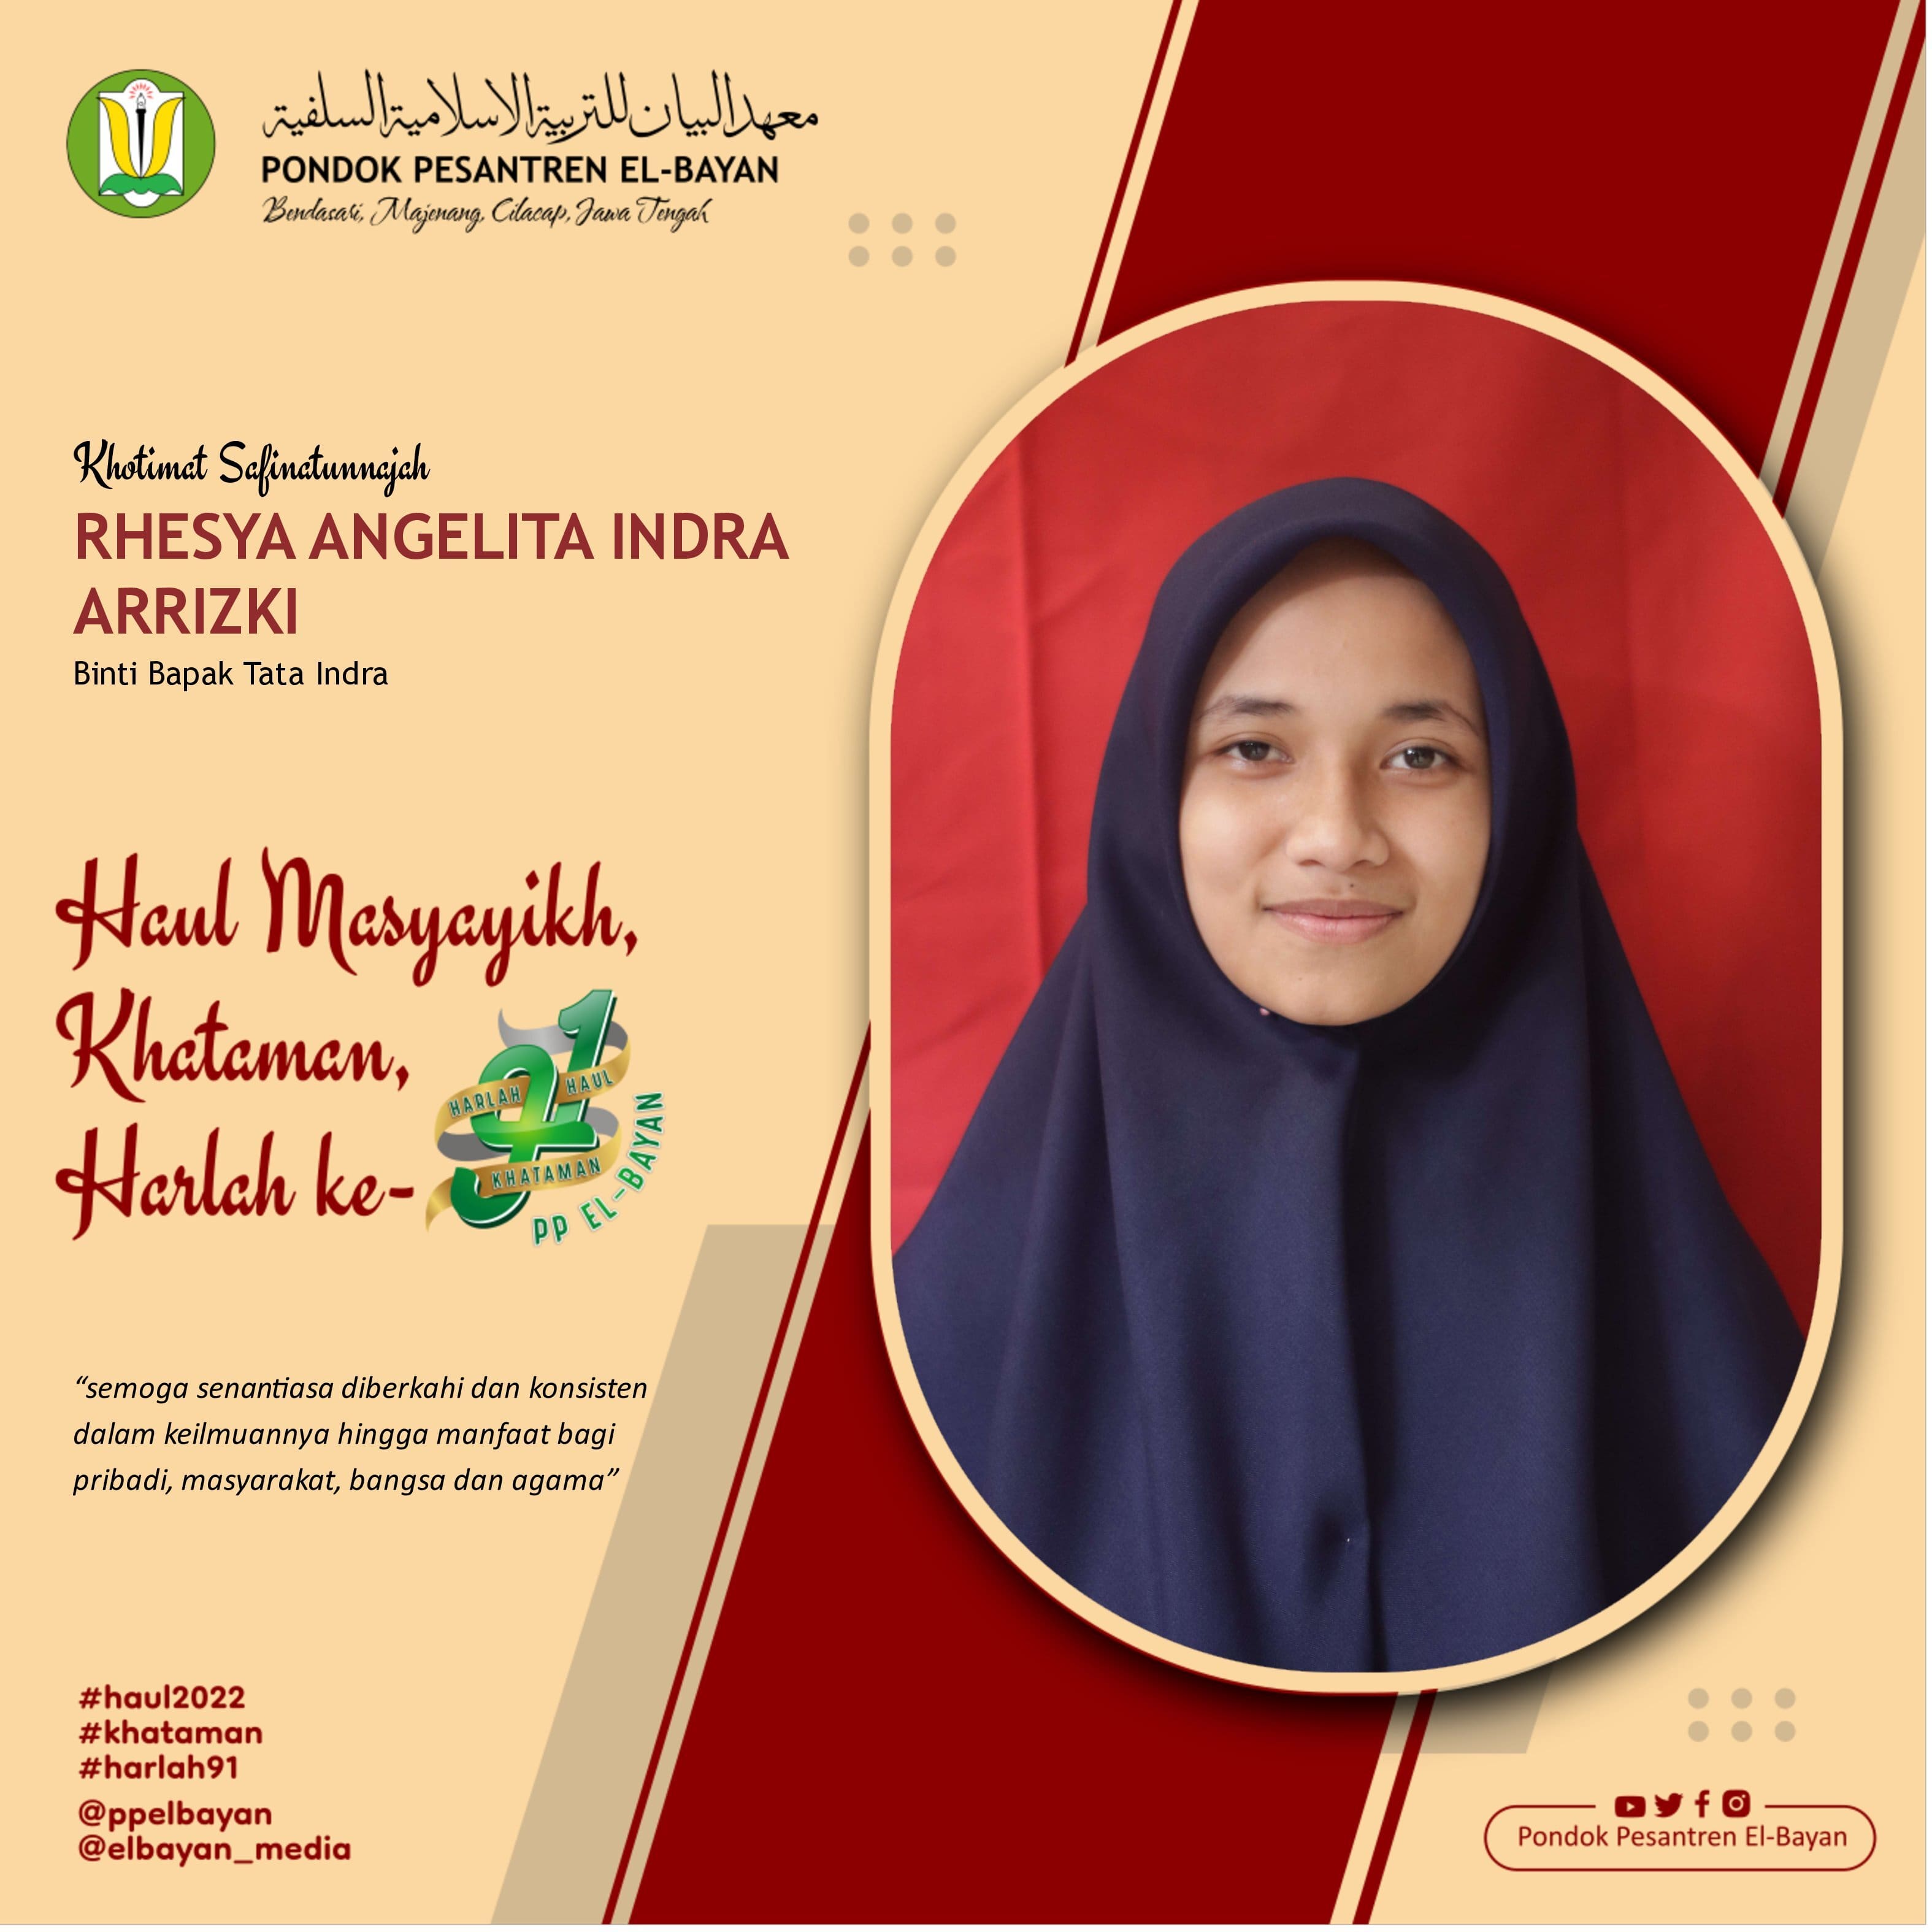 معهد البيان للتربية الاسلامية السلفية
PONDOK PESANTREN EL-BAYAN
Bendasari, Majenang, Cilacap, Jawa Tengah
Khotimat Safinatunnajah
RHESYA ANGELITA INDRA
ARRIZKI
Binti Bapak Tata Indra
Haul Masyayikh,
Khataman,
Harlah ke-
91
HARLAH HAUL
KHATAMAN
PP EL-BAYAN
“semoga senantiasa diberkahi dan konsisten
dalam keilmuannya hingga manfaat bagi
pribadi, masyarakat, bangsa dan agama”
#haul2022
#khataman
#harlah91
@ppelbayan
@elbayan_media
Pondok Pesantren El-Bayan